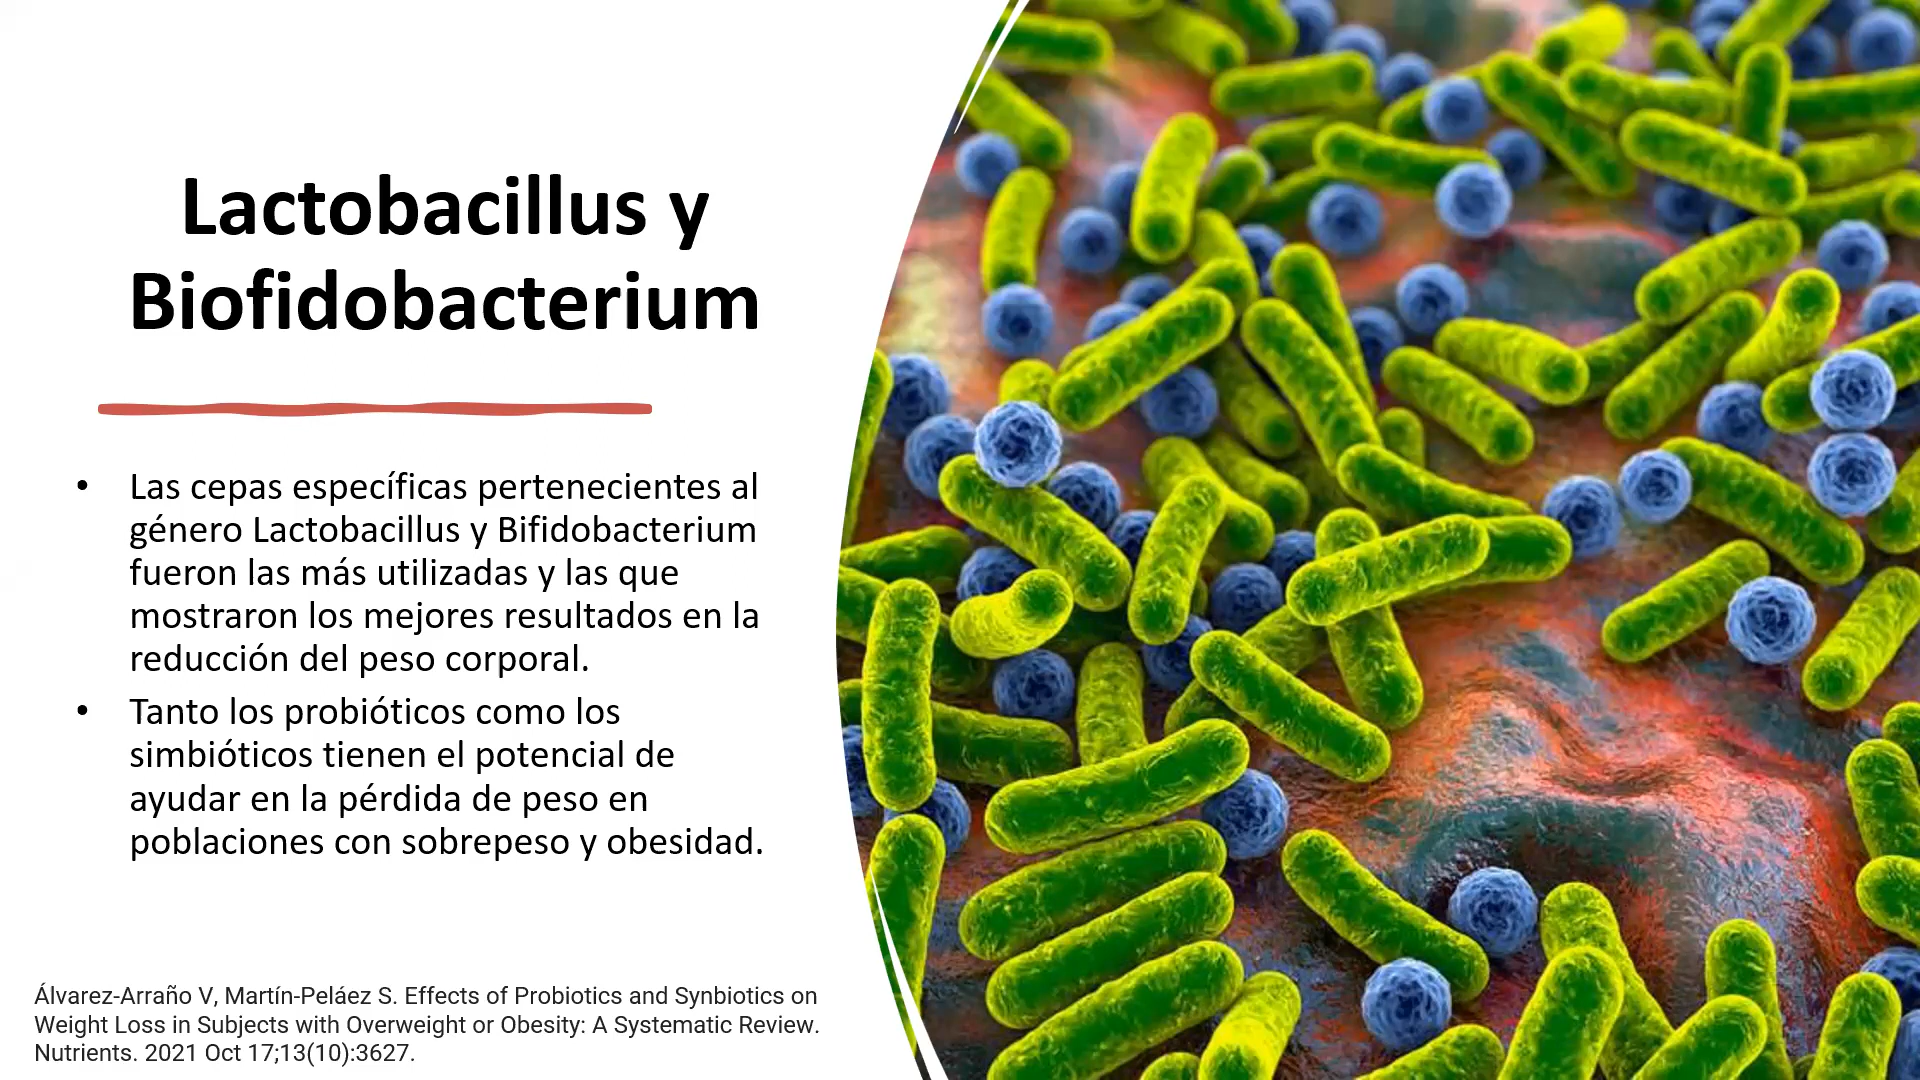 Lactobacillus y
Biofidobacterium
• Las cepas específicas pertenecientes al
género Lactobacillus y Bifidobacterium
fueron las más utilizadas y las que
mostraron los mejores resultados en la
reducción del peso corporal.
• Tanto los probióticos como los
simbióticos tienen el potencial de
ayudar en la pérdida de peso en
poblaciones con sobrepeso y obesidad.
Álvarez-Arraño V, Martín-Peláez S. Effects of Probiotics and Synbiotics on
Weight Loss in Subjects with Overweight or Obesity: A Systematic Review.
Nutrients. 2021 Oct 17;13(10):3627.